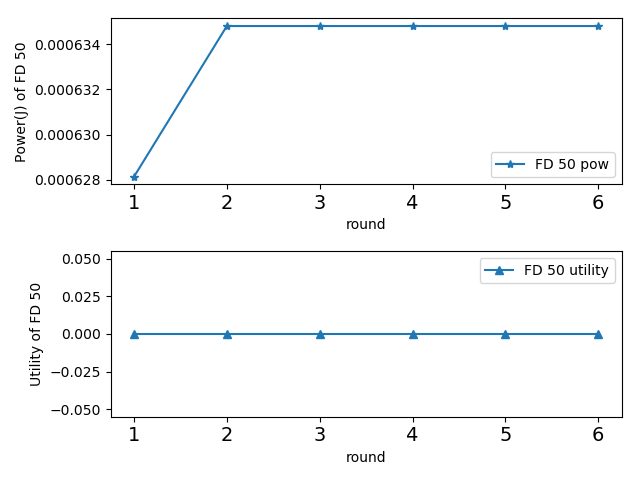 Power(J) of FD 50
0.000634
0.000632
0.000630
0.000628
FD 50 pow
1 2 3 4 5 6
round
Utility of FD 50
0.050
0.025
0.000
−0.025
−0.050
FD 50 utility
1 2 3 4 5 6
round